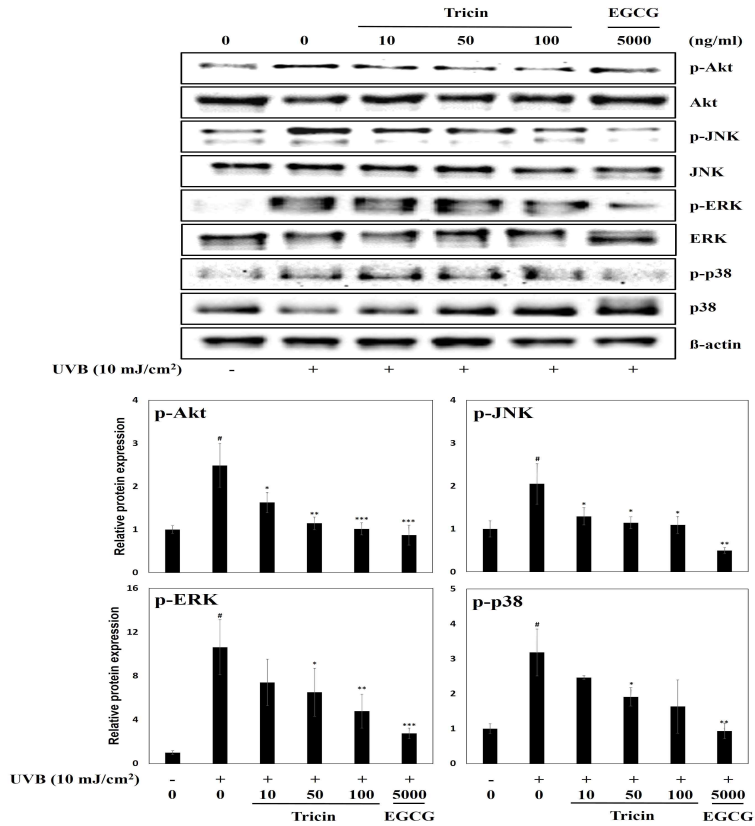 Tricin EGCG
0 0 10 50 100 5000 (ng/ml)
p-Akt
Akt
p-JNK
JNK
p-ERK
ERK
p-p38
p38
ß-actin
UVB (10 mJ/cm²) - + + + + +
p-Akt
Relative protein expression
4
3
2
1
0
#
*
**
***
***
p-JNK
4
3
2
1
0
#
*
*
*
**
p-ERK
Relative protein expression
16
12
8
4
0
#
*
**
***
p-p38
5
4
3
2
1
0
#
*
**
UVB (10 mJ/cm²) - + + + + + - + + + + +
0 0 10 50 100 5000 0 0 10 50 100 5000
Tricin EGCG Tricin EGCG